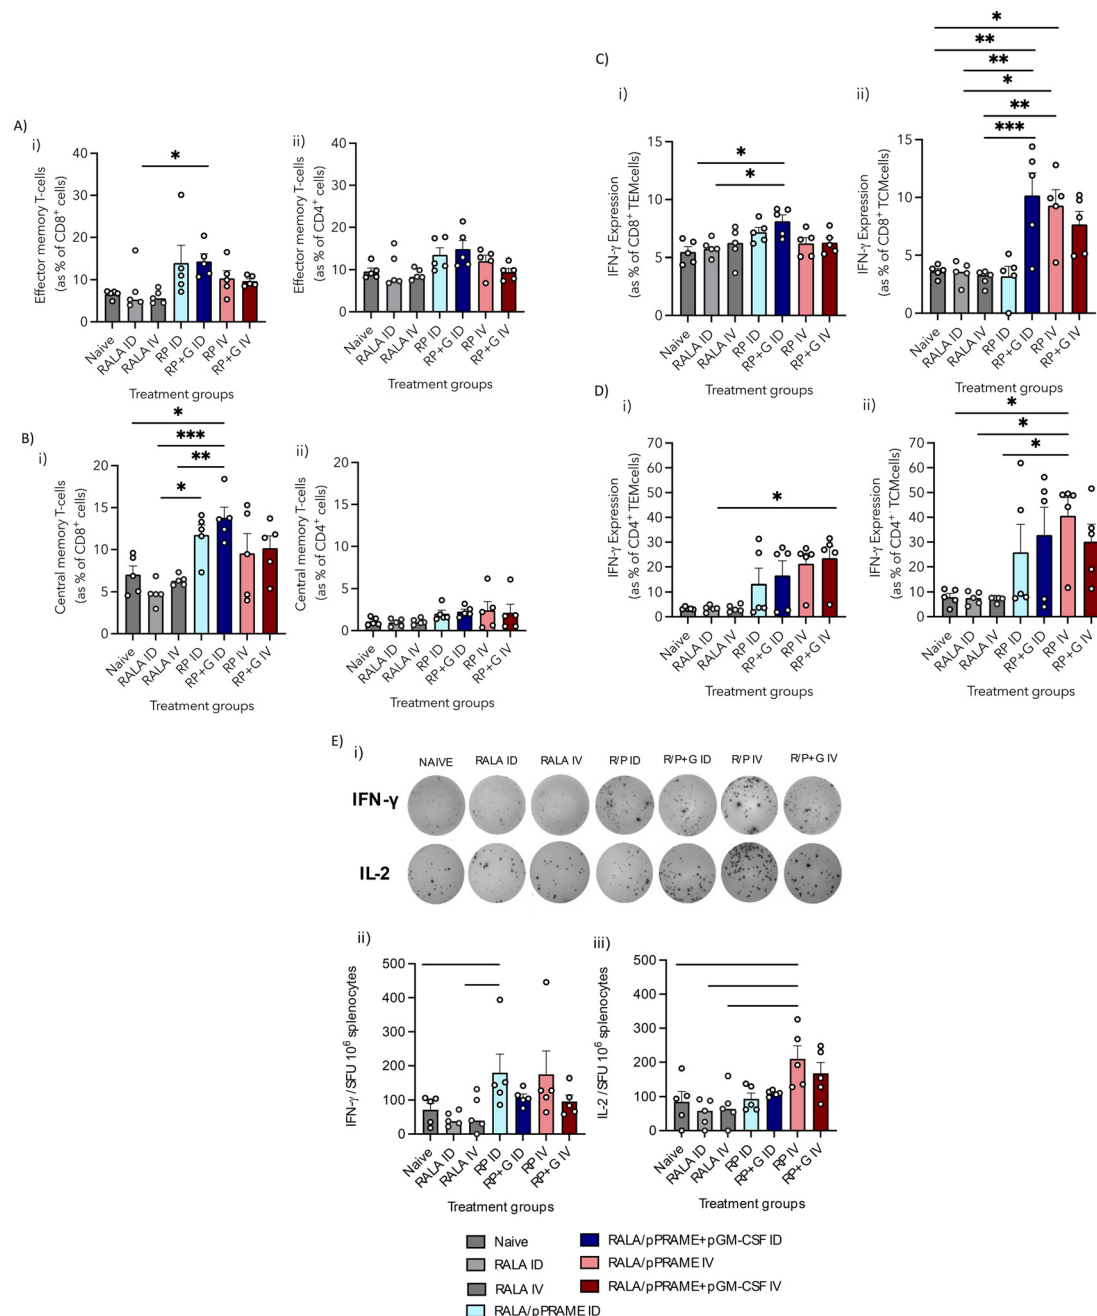 A)
i)
Effector memory T-cells
(as % of CD8⁺ cells)
40
30
20
10
0
*
Naive
RALA ID
RALA IV
RP ID
RP+G ID
RP IV
RP+G IV
Treatment groups
ii)
Effector memory T-cells
(as % of CD4⁺ cells)
40
30
20
10
0
Naive
RALA ID
RALA IV
RP ID
RP+G ID
RP IV
RP+G IV
Treatment groups
B)
i)
Central memory T-cells
(as % of CD8⁺ cells)
20
15
10
5
0
*
***
**
*
Naive
RALA ID
RALA IV
RP ID
RP+G ID
RP IV
RP+G IV
Treatment groups
ii)
Central memory T-cells
(as % of CD4⁺ cells)
20
15
10
5
0
Naive
RALA ID
RALA IV
RP ID
RP+G ID
RP IV
RP+G IV
Treatment groups
C)
i)
IFN-γ Expression
(as % of CD8⁺ TEMcells)
15
10
5
0
*
*
Naive
RALA ID
RALA IV
RP ID
RP+G ID
RP IV
RP+G IV
Treatment groups
ii)
IFN-γ Expression
(as % of CD8⁺ TCMcells)
15
10
5
0
*
**
**
*
**
***
Naive
RALA ID
RALA IV
RP ID
RP+G ID
RP IV
RP+G IV
Treatment groups
D)
i)
IFN-γ Expression
(as % of CD4⁺ TEMcells)
70
60
50
40
30
20
10
0
*
Naive
RALA ID
RALA IV
RP ID
RP+G ID
RP IV
RP+G IV
Treatment groups
ii)
IFN-γ Expression
(as % of CD4⁺ TCMcells)
70
60
50
40
30
20
10
0
*
*
*
Naive
RALA ID
RALA IV
RP ID
RP+G ID
RP IV
RP+G IV
Treatment groups
E)
i)
NAIVE
RALA ID
RALA IV
R/P ID
R/P+G ID
R/P IV
R/P+G IV
IFN-γ
IL-2
ii)
IFN-γ/SFU 10⁶ splenocytes
500
400
300
200
100
0
Naive
RALA ID
RALA IV
RP ID
RP+G ID
RP IV
RP+G IV
Treatment groups
iii)
IL-2/SFU 10⁶ splenocytes
500
400
300
200
100
0
Naive
RALA ID
RALA IV
RP ID
RP+G ID
RP IV
RP+G IV
Treatment groups
Naive
RALA ID
RALA IV
RALA/pPRAME ID
RALA/pPRAME+pGM-CSF ID
RALA/pPRAME IV
RALA/pPRAME+pGM-CSF IV